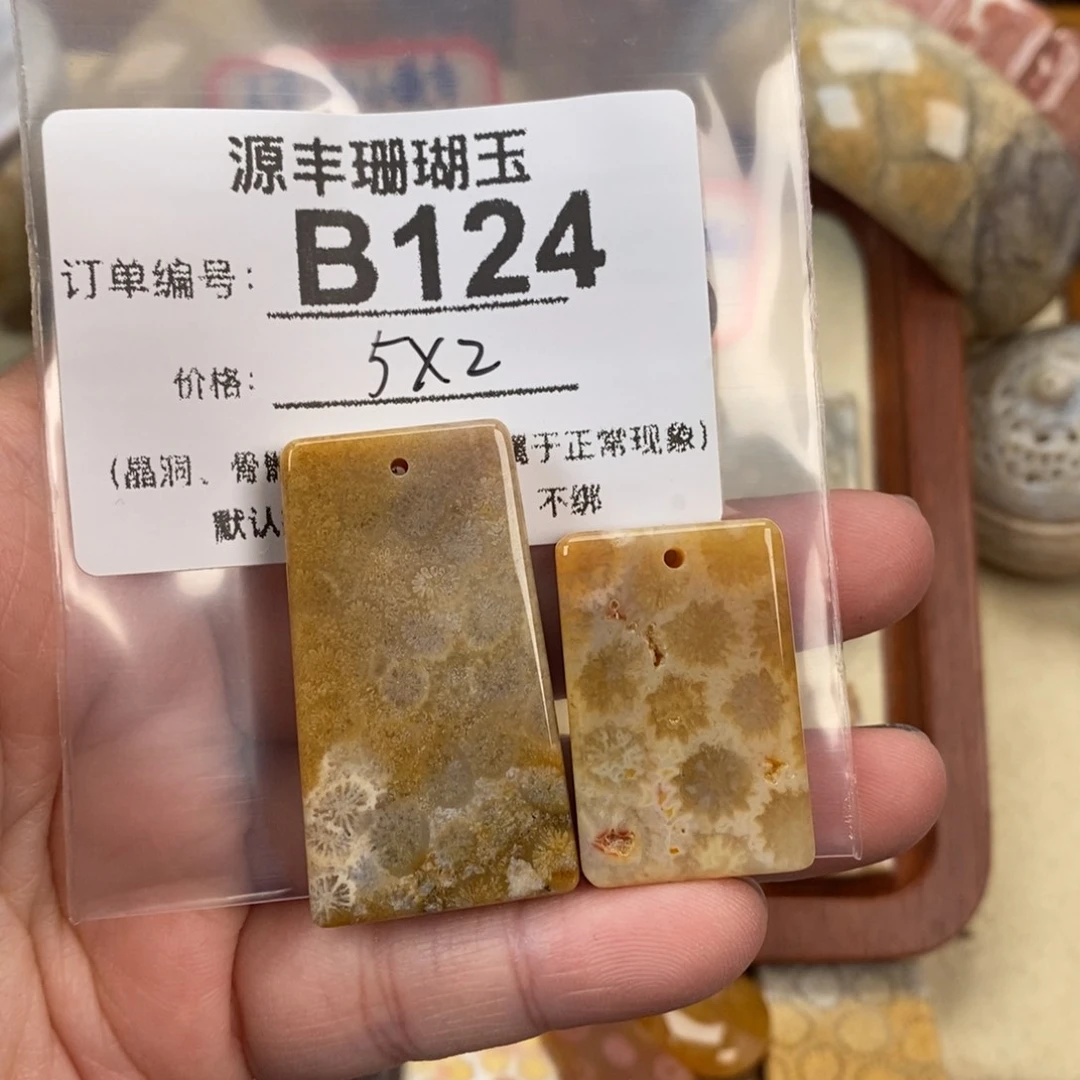 源丰珊瑚玉
订单编号: B124
价格: 5X2
(晶洞、骨 属于正常现象)
默认 不绑